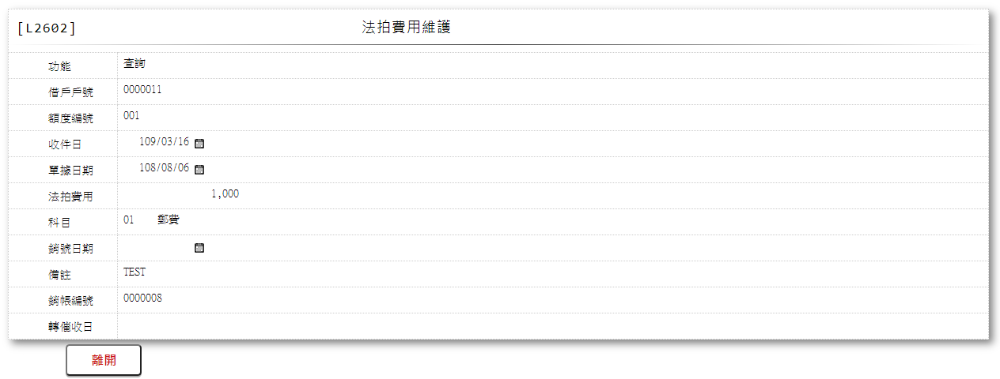 [L2602] 法拍費用維護
功能 查詢
借戶戶號 0000011
額度編號 001
收件日 109/03/16
單據日期 108/08/06
法拍費用 1,000
科目 01 郵費
銷號日期
備註 TEST
銷帳編號 0000008
轉催收日
離開